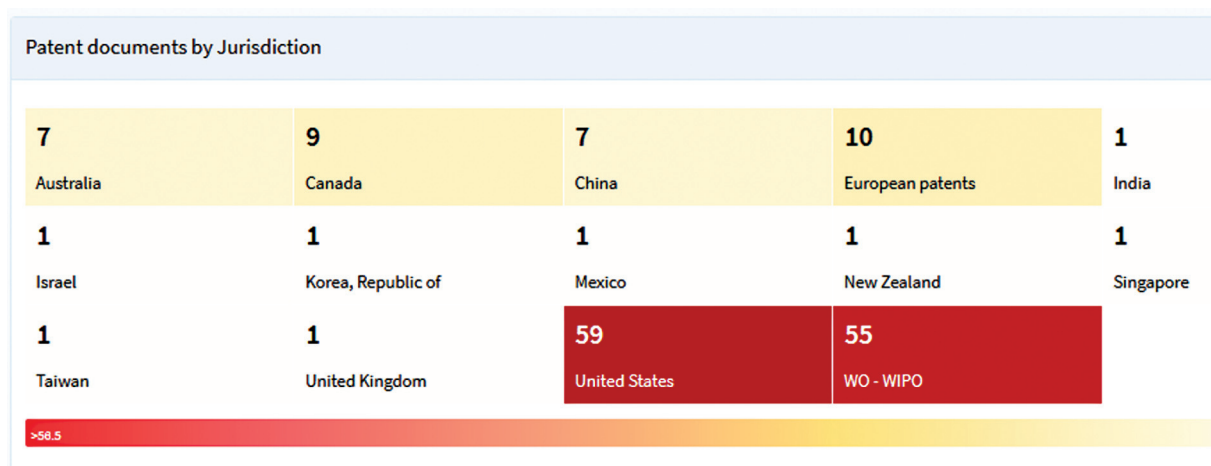 Patent documents by Jurisdiction
7 9 7 10 1
Australia Canada China European patents India
1 1 1 1 1
Israel Korea, Republic of Mexico New Zealand Singapore
1 1 59 55
Taiwan United Kingdom United States WO - WIPO
>58.5